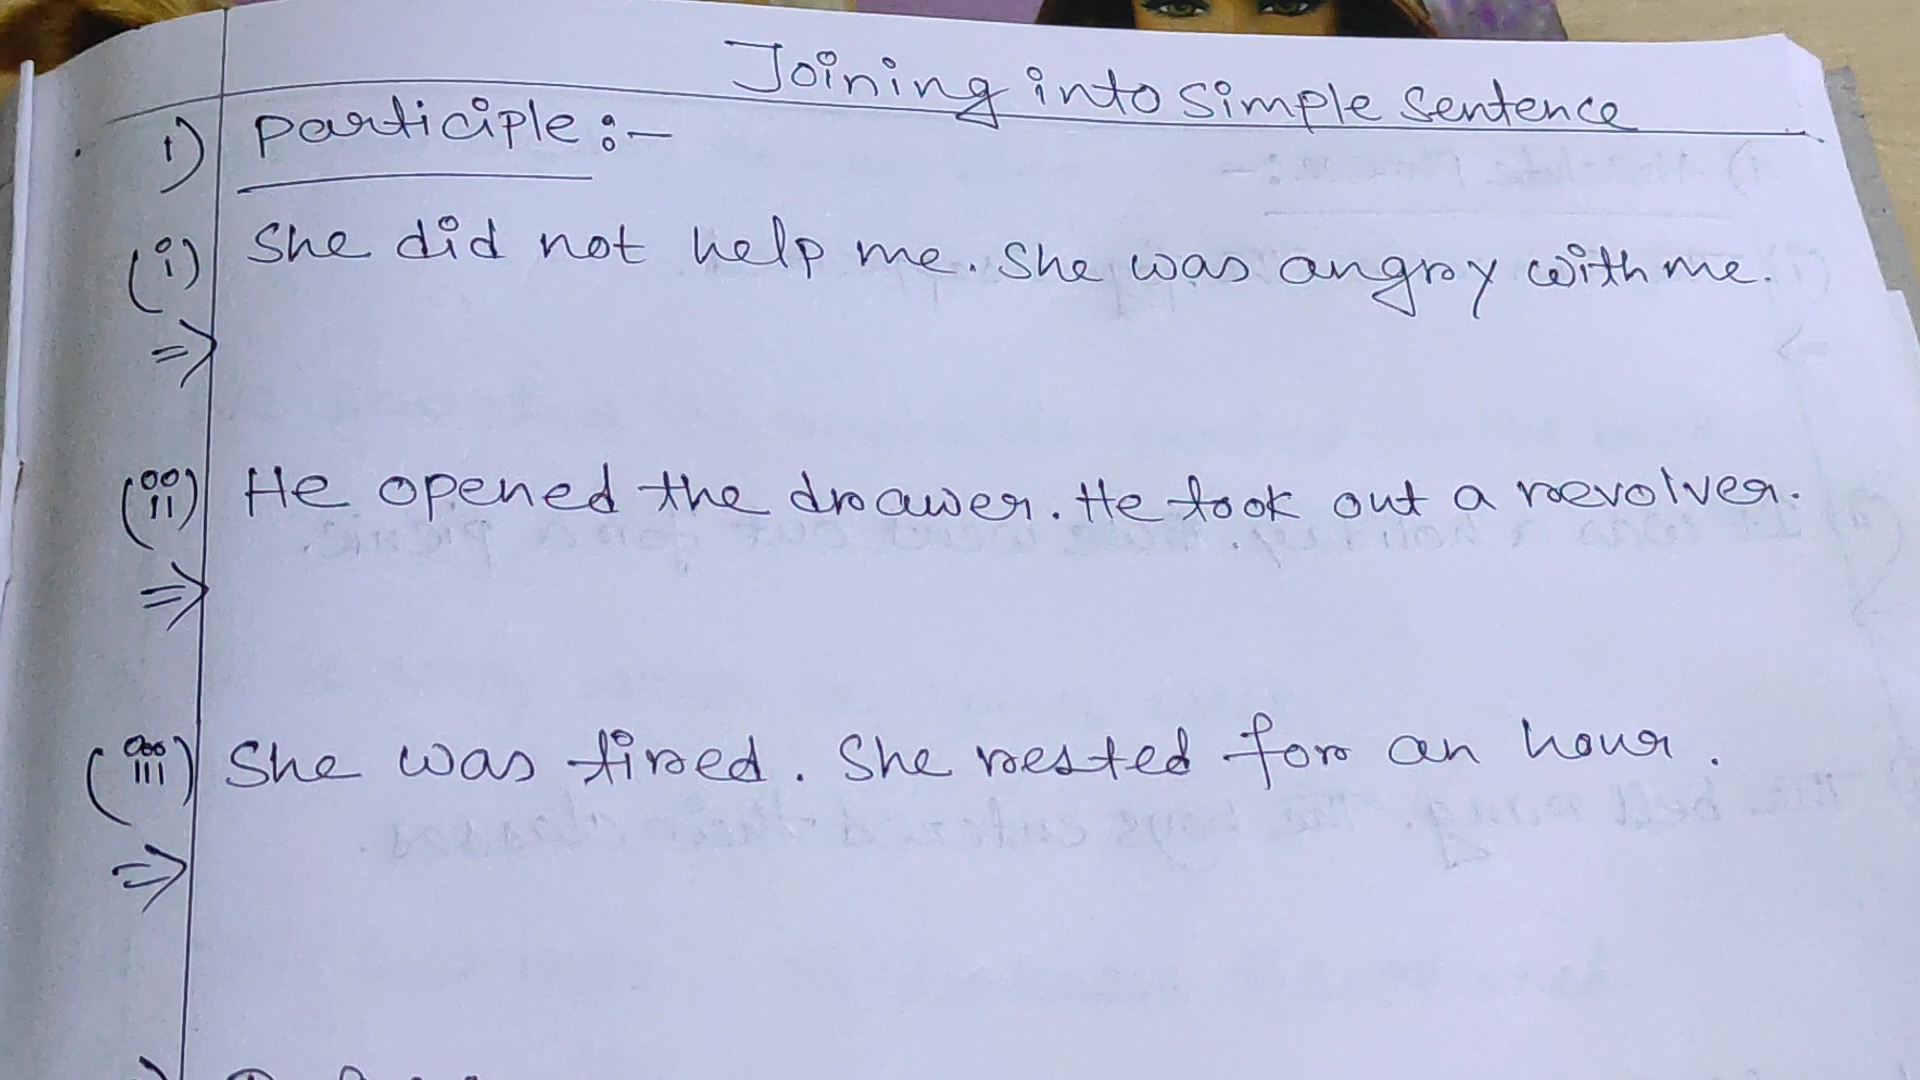 Joining into Simple Sentence
1) Participle :-
(i) She did not help me. She was angry with me.
⇒
(ii) He opened the drawer. He took out a revolver.
⇒
(iii) She was tired. She rested for an hour.
⇒